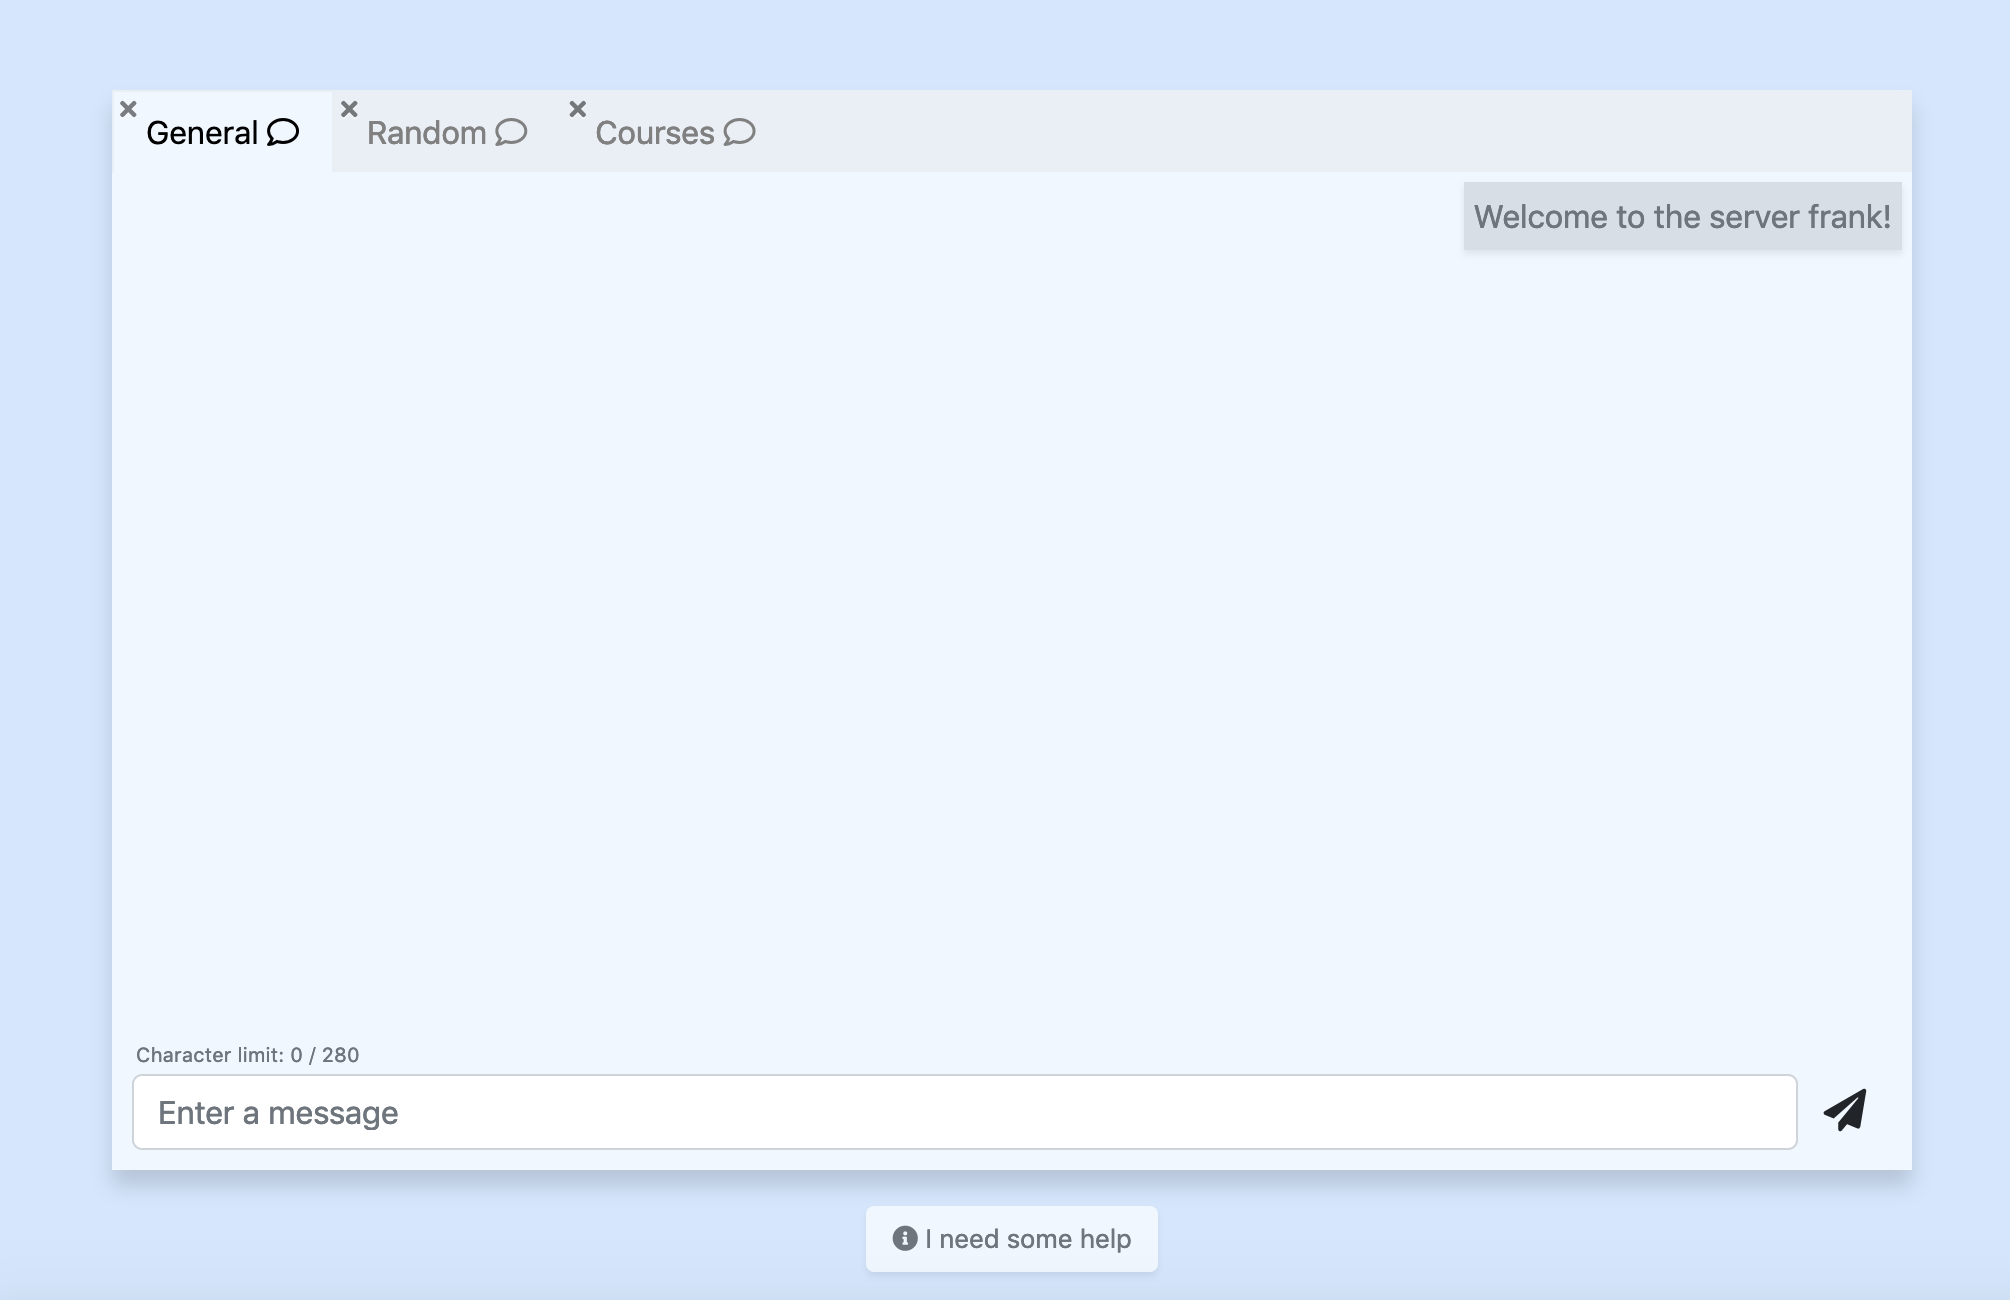 General
Random
Courses
Welcome to the server frank!
Character limit: 0 / 280
Enter a message
I need some help